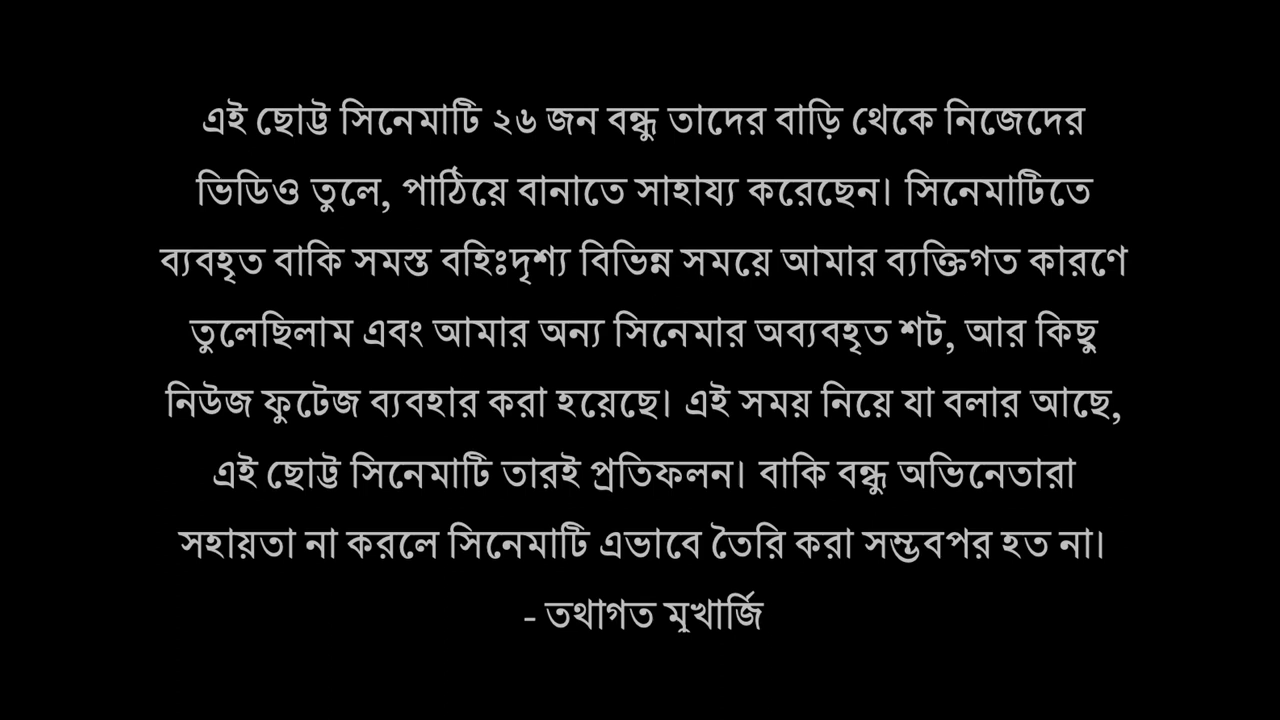 এই ছোট্ট সিনেমাটি ২৬ জন বন্ধু তাদের বাড়ি থেকে নিজেদের
ভিডিও তুলে, পাঠিয়ে বানাতে সাহায্য করেছেন। সিনেমাটিতে
ব্যবহৃত বাকি সমস্ত বহিঃদৃশ্য বিভিন্ন সময়ে আমার ব্যক্তিগত কারণে
তুলেছিলাম এবং আমার অন্য সিনেমার অব্যবহৃত শট, আর কিছু
নিউজ ফুটেজ ব্যবহার করা হয়েছে। এই সময় নিয়ে যা বলার আছে,
এই ছোট্ট সিনেমাটি তারই প্রতিফলন। বাকি বন্ধু অভিনেতারা
সহায়তা না করলে সিনেমাটি এভাবে তৈরি করা সম্ভবপর হত না।
- তথাগত মুখার্জি